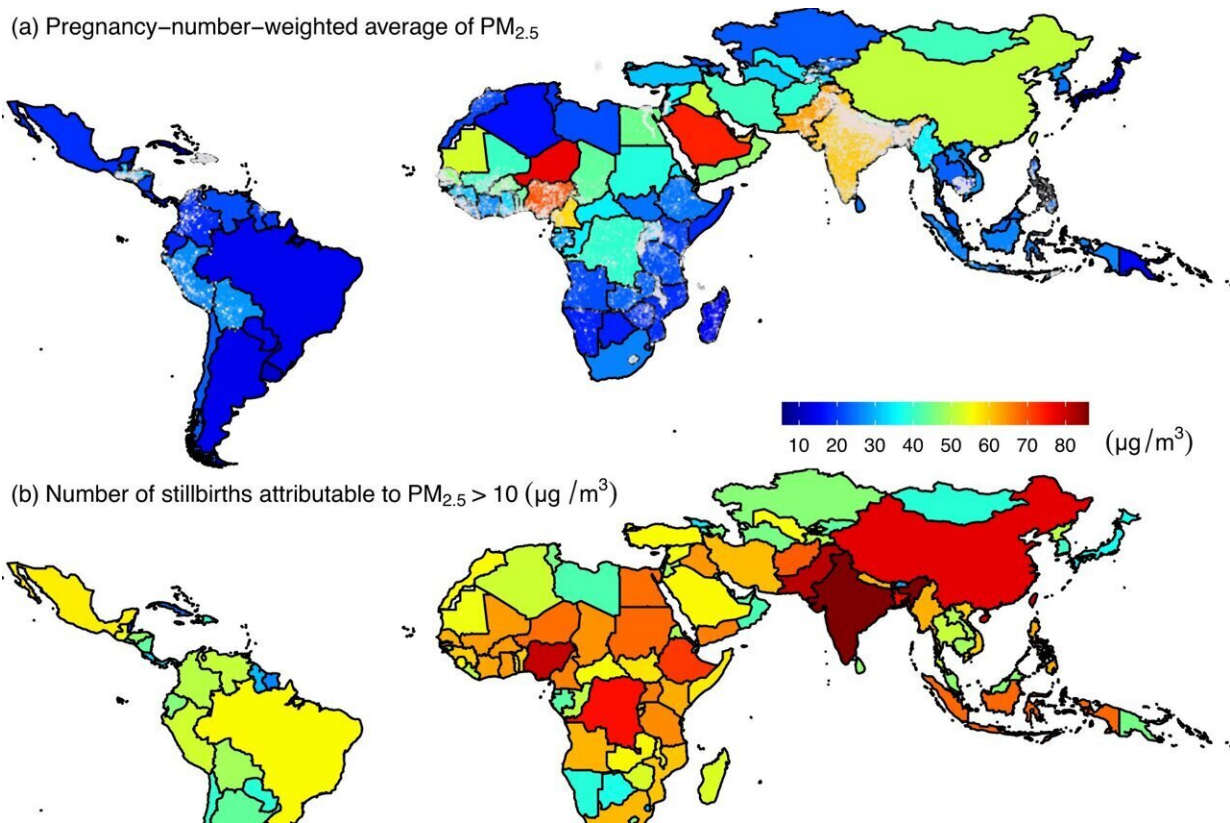 (a) Pregnancy−number−weighted average of PM2.5
10 20 30 40 50 60 70 80 (μg/m³)
(b) Number of stillbirths attributable to PM2.5 > 10 (μg /m³)